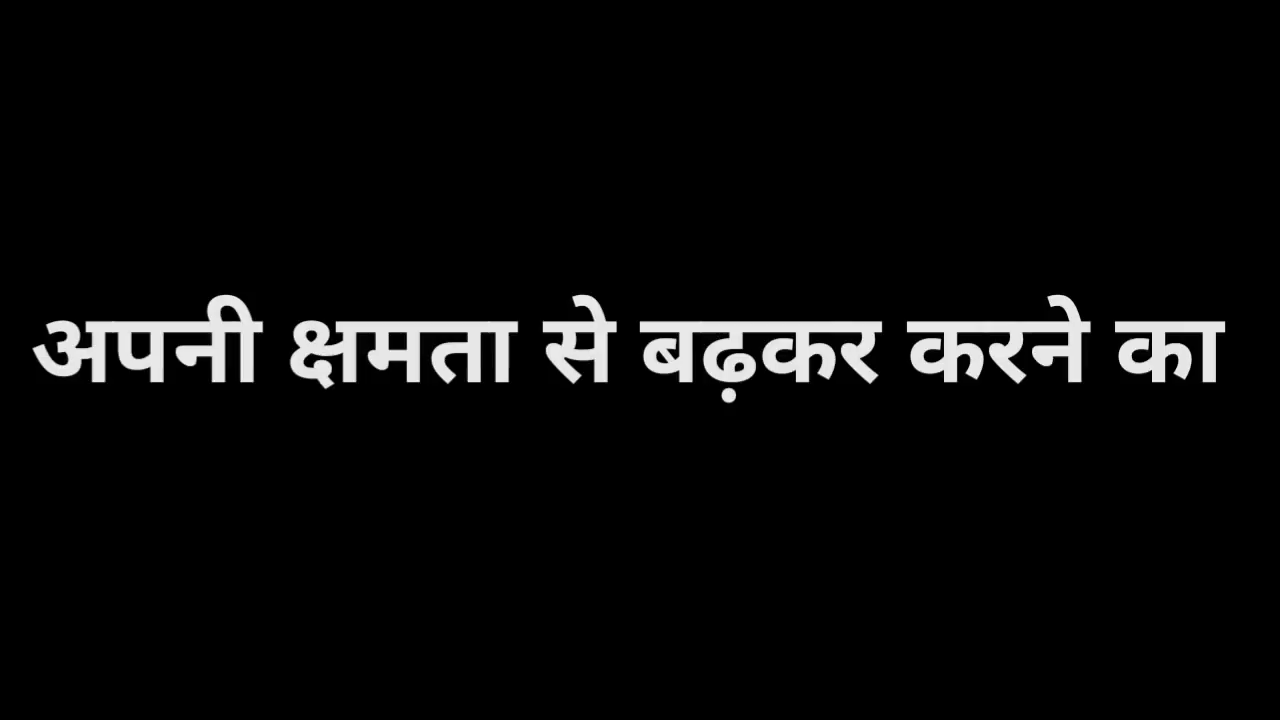 अपनी क्षमता से बढ़कर करने का